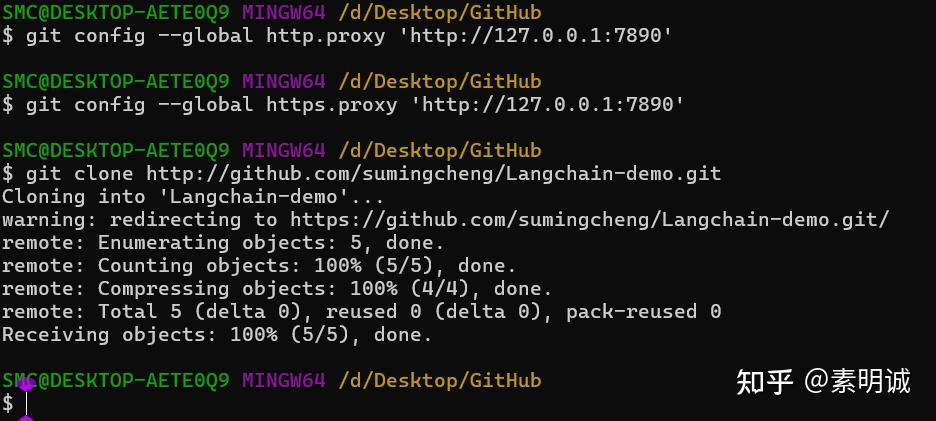 SMC@DESKTOP-AETE0Q9 MINGW64 /d/Desktop/GitHub
$ git config --global http.proxy 'http://127.0.0.1:7890'
SMC@DESKTOP-AETE0Q9 MINGW64 /d/Desktop/GitHub
$ git config --global https.proxy 'http://127.0.0.1:7890'
SMC@DESKTOP-AETE0Q9 MINGW64 /d/Desktop/GitHub
$ git clone http://github.com/sumingcheng/Langchain-demo.git
Cloning into 'Langchain-demo'...
warning: redirecting to https://github.com/sumingcheng/Langchain-demo.git/
remote: Enumerating objects: 5, done.
remote: Counting objects: 100% (5/5), done.
remote: Compressing objects: 100% (4/4), done.
remote: Total 5 (delta 0), reused 0 (delta 0), pack-reused 0
Receiving objects: 100% (5/5), done.
SMC@DESKTOP-AETE0Q9 MINGW64 /d/Desktop/GitHub
$
知乎 @素明诚